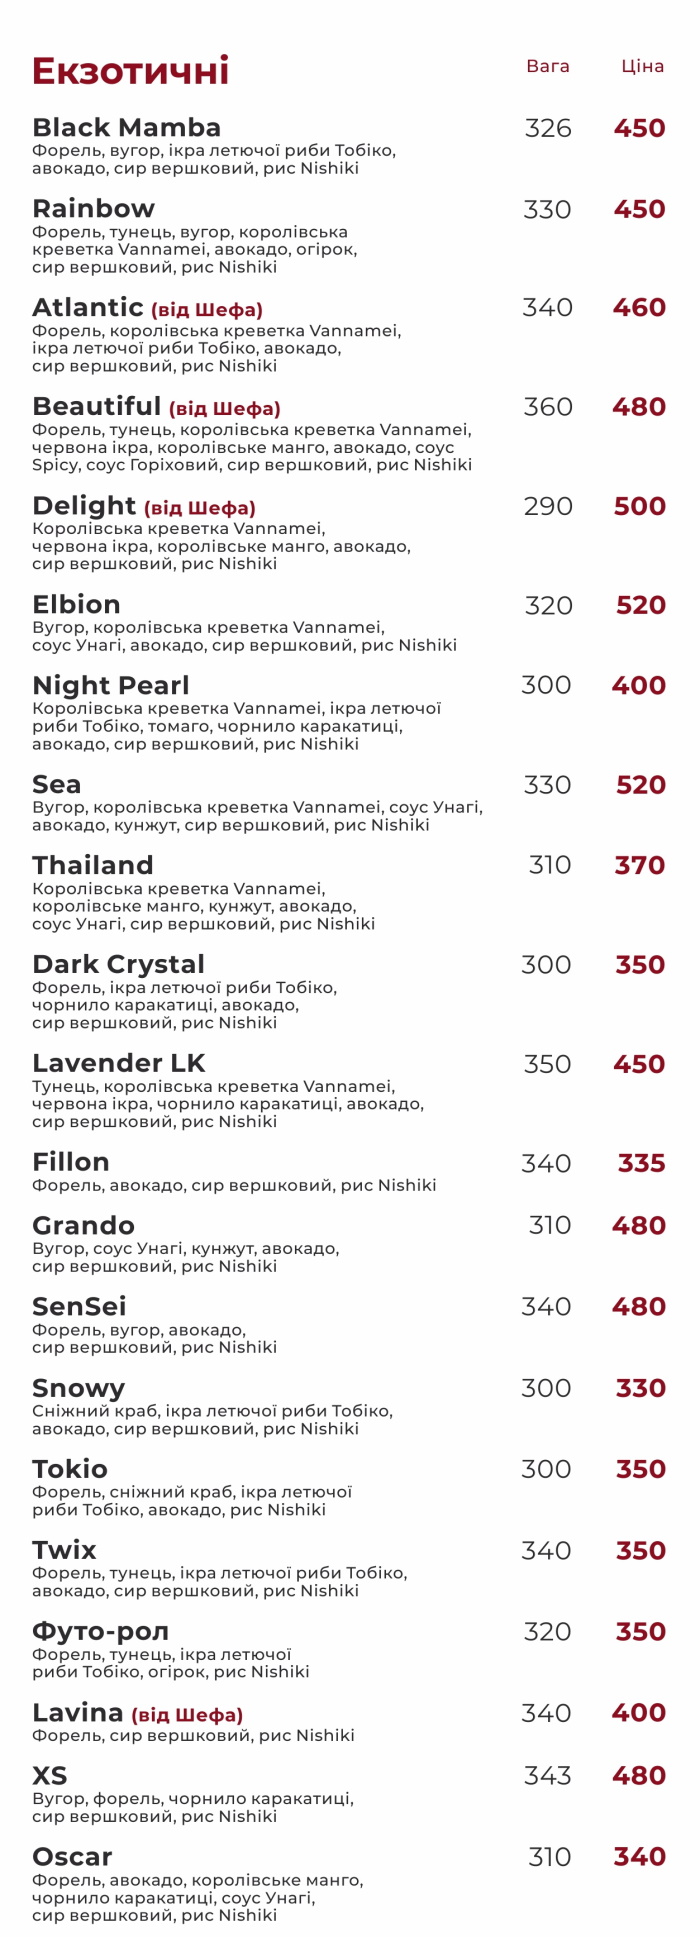 Екзотичні Вага Ціна
Black Mamba 326 450
Форель, вугор, ікра летючої риби Тобіко,
авокадо, сир вершковий, рис Nishiki
Rainbow 330 450
Форель, тунець, вугор, королівська
креветка Vannamei, авокадо, огірок,
сир вершковий, рис Nishiki
Atlantic (від Шефа) 340 460
Форель, королівська креветка Vannamei,
ікра летючої риби Тобіко, авокадо,
сир вершковий, рис Nishiki
Beautiful (від Шефа) 360 480
Форель, тунець, королівська креветка Vannamei,
червона ікра, королівське манго, авокадо, соус
Spicy, соус Горіховий, сир вершковий, рис Nishiki
Delight (від Шефа) 290 500
Королівська креветка Vannamei,
червона ікра, королівське манго, авокадо,
сир вершковий, рис Nishiki
Elbion 320 520
Вугор, королівська креветка Vannamei,
соус Унагі, авокадо, сир вершковий, рис Nishiki
Night Pearl 300 400
Королівська креветка Vannamei, ікра летючої
риби Тобіко, томаго, чорнило каракатиці,
авокадо, сир вершковий, рис Nishiki
Sea 330 520
Вугор, королівська креветка Vannamei, соус Унагі,
авокадо, кунжут, сир вершковий, рис Nishiki
Thailand 310 370
Королівська креветка Vannamei,
королівське манго, кунжут, авокадо,
соус Унагі, сир вершковий, рис Nishiki
Dark Crystal 300 350
Форель, ікра летючої риби Тобіко,
чорнило каракатиці, авокадо,
сир вершковий, рис Nishiki
Lavender LK 350 450
Тунець, королівська креветка Vannamei,
червона ікра, чорнило каракатиці, авокадо,
сир вершковий, рис Nishiki
Fillon 340 335
Форель, авокадо, сир вершковий, рис Nishiki
Grando 310 480
Вугор, соус Унагі, кунжут, авокадо,
сир вершковий, рис Nishiki
SenSei 340 480
Форель, вугор, авокадо,
сир вершковий, рис Nishiki
Snowy 300 330
Сніжний краб, ікра летючої риби Тобіко,
авокадо, сир вершковий, рис Nishiki
Tokio 300 350
Форель, сніжний краб, ікра летючої
риби Тобіко, авокадо, рис Nishiki
Twix 340 350
Форель, тунець, ікра летючої риби Тобіко,
авокадо, сир вершковий, рис Nishiki
Футо-рол 320 350
Форель, тунець, ікра летючої
риби Тобіко, огірок, рис Nishiki
Lavina (від Шефа) 340 400
Форель, сир вершковий, рис Nishiki
XS 343 480
Вугор, форель, чорнило каракатиці,
сир вершковий, рис Nishiki
Oscar 310 340
Форель, авокадо, королівське манго,
чорнило каракатиці, соус Унагі,
сир вершковий, рис Nishiki